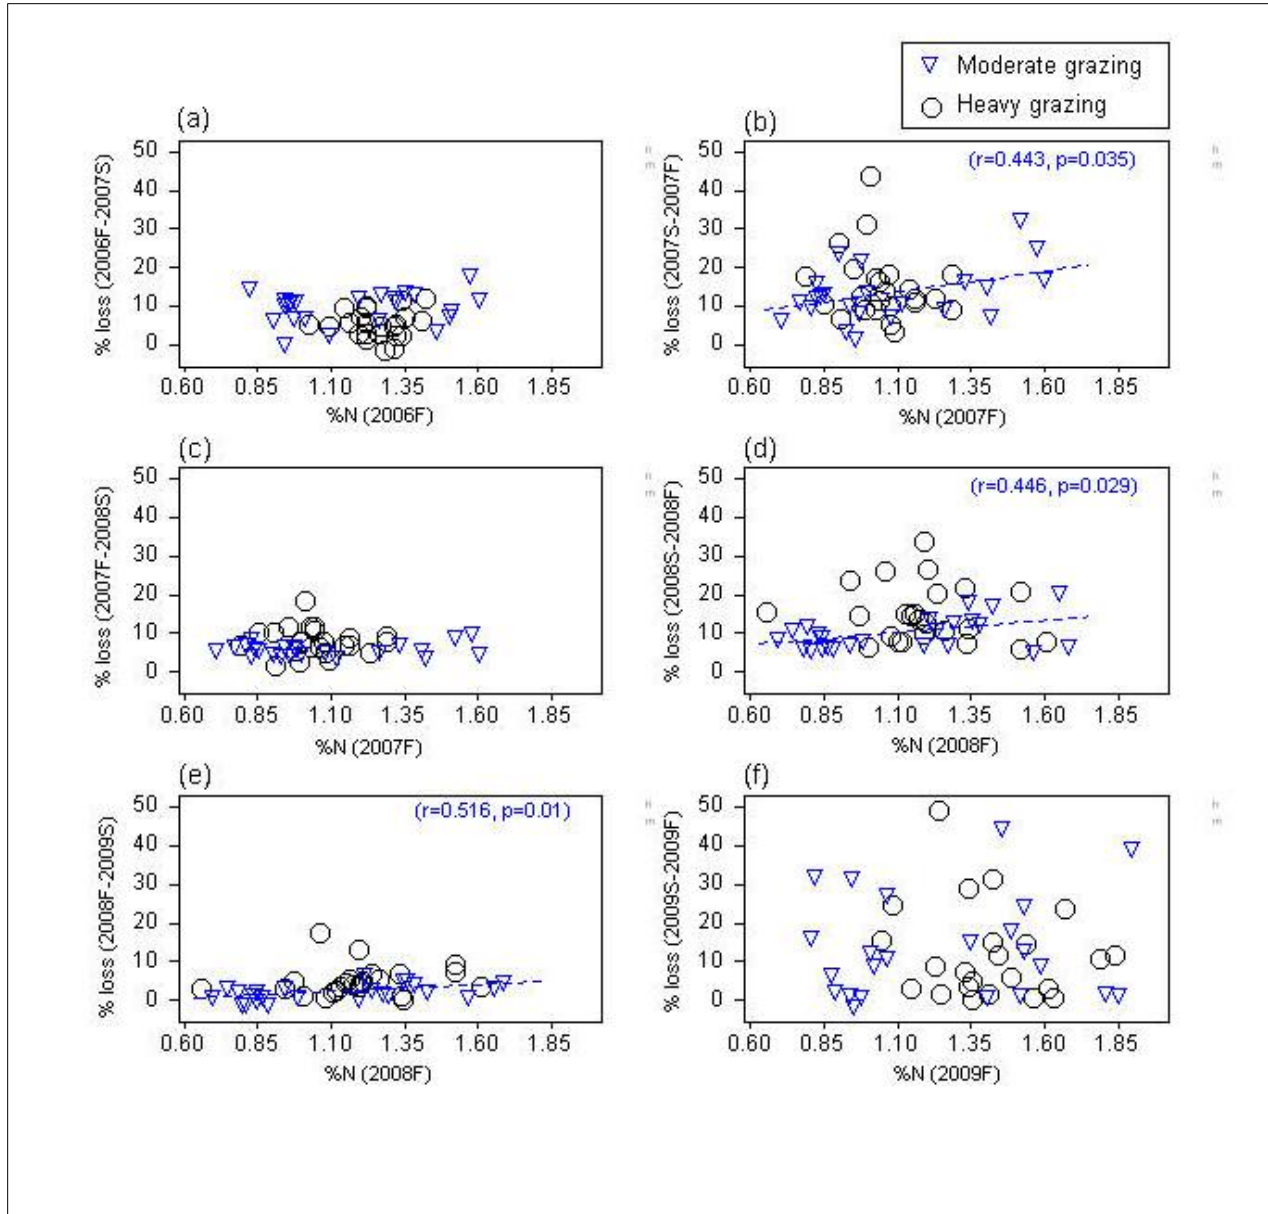 Moderate grazing
Heavy grazing
(a)
50
40
30
20
10
0
% loss (2006F-2007S)
0.60 0.85 1.10 1.35 1.60 1.85
%N (2006F)
(b)
(r=0.443, p=0.035)
50
40
30
20
10
0
% loss (2007S-2007F)
0.60 0.85 1.10 1.35 1.60 1.85
%N (2007F)
(c)
50
40
30
20
10
0
% loss (2007F-2008S)
0.60 0.85 1.10 1.35 1.60 1.85
%N (2007F)
(d)
(r=0.446, p=0.029)
50
40
30
20
10
0
% loss (2008S-2008F)
0.60 0.85 1.10 1.35 1.60 1.85
%N (2008F)
(e)
(r=0.516, p=0.01)
50
40
30
20
10
0
% loss (2008F-2009S)
0.60 0.85 1.10 1.35 1.60 1.85
%N (2008F)
(f)
50
40
30
20
10
0
% loss (2009S-2009F)
0.60 0.85 1.10 1.35 1.60 1.85
%N (2009F)